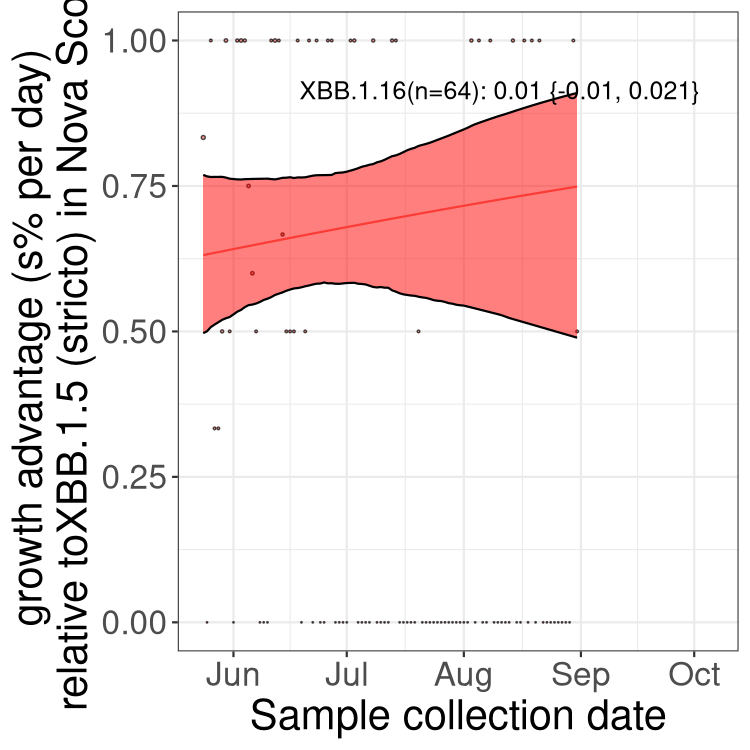 growth advantage (s% per day)
relative toXBB.1.5 (stricto) in Nova Sco
1.00
0.75
0.50
0.25
0.00
XBB.1.16(n=64): 0.01 {-0.01, 0.021}
Jun Jul Aug Sep Oct
Sample collection date